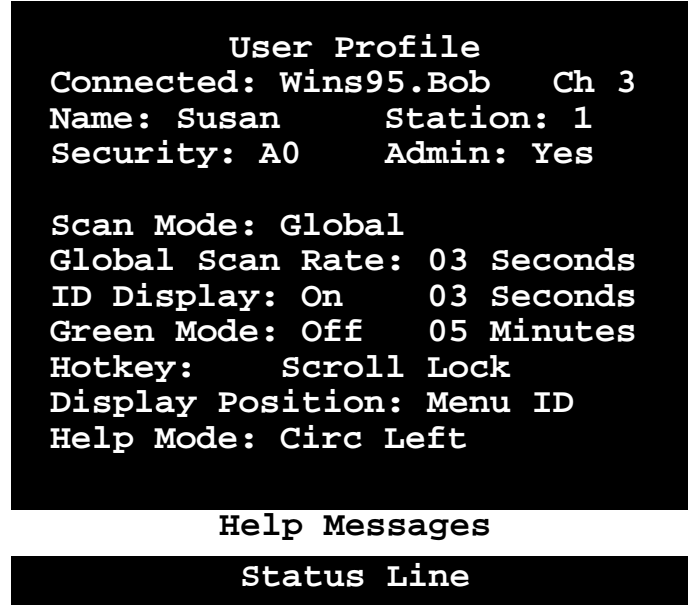 User Profile
Connected: Wins95.Bob Ch 3
Name: Susan Station: 1
Security: A0 Admin: Yes
Scan Mode: Global
Global Scan Rate: 03 Seconds
ID Display: On 03 Seconds
Green Mode: Off 05 Minutes
Hotkey: Scroll Lock
Display Position: Menu ID
Help Mode: Circ Left
Help Messages
Status Line